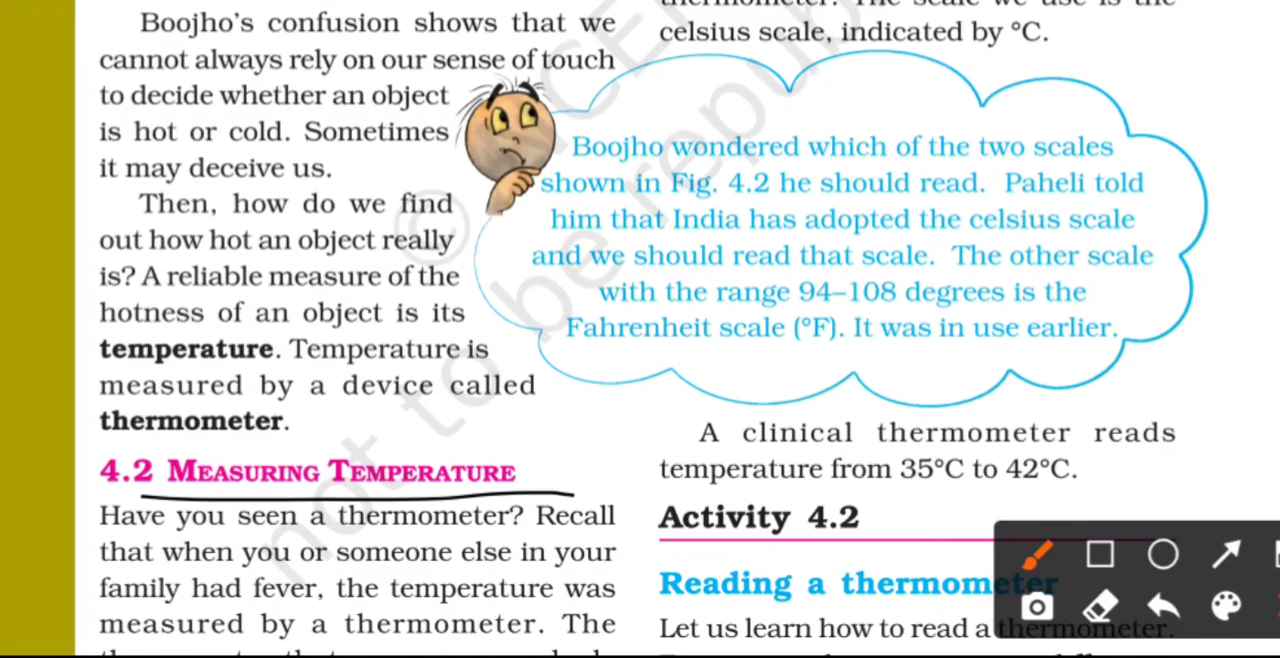 Boojho's confusion shows that we
cannot always rely on our sense of touch
to decide whether an object
is hot or cold. Sometimes
it may deceive us.
Then, how do we find
out how hot an object really
is? A reliable measure of the
hotness of an object is its
temperature. Temperature is
measured by a device called
thermometer.
4.2 MEASURING TEMPERATURE
Have you seen a thermometer? Recall
that when you or someone else in your
family had fever, the temperature was
measured by a thermometer. The
celsius scale, indicated by °C.
Boojho wondered which of the two scales
shown in Fig. 4.2 he should read. Paheli told
him that India has adopted the celsius scale
and we should read that scale. The other scale
with the range 94–108 degrees is the
Fahrenheit scale (°F). It was in use earlier.
A clinical thermometer reads
temperature from 35°C to 42°C.
Activity 4.2
Reading a thermometer
Let us learn how to read a thermometer.
not to be republ